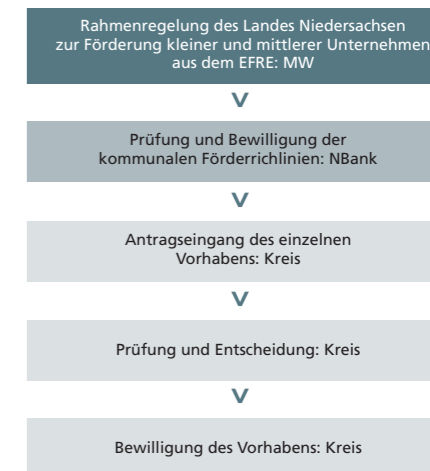 Rahmenregelung des Landes Niedersachsen
zur Förderung kleiner und mittlerer Unternehmen
aus dem EFRE: MW
Prüfung und Bewilligung der
kommunalen Förderrichlinien: NBank
Antragseingang des einzelnen
Vorhabens: Kreis
Prüfung und Entscheidung: Kreis
Bewilligung des Vorhabens: Kreis